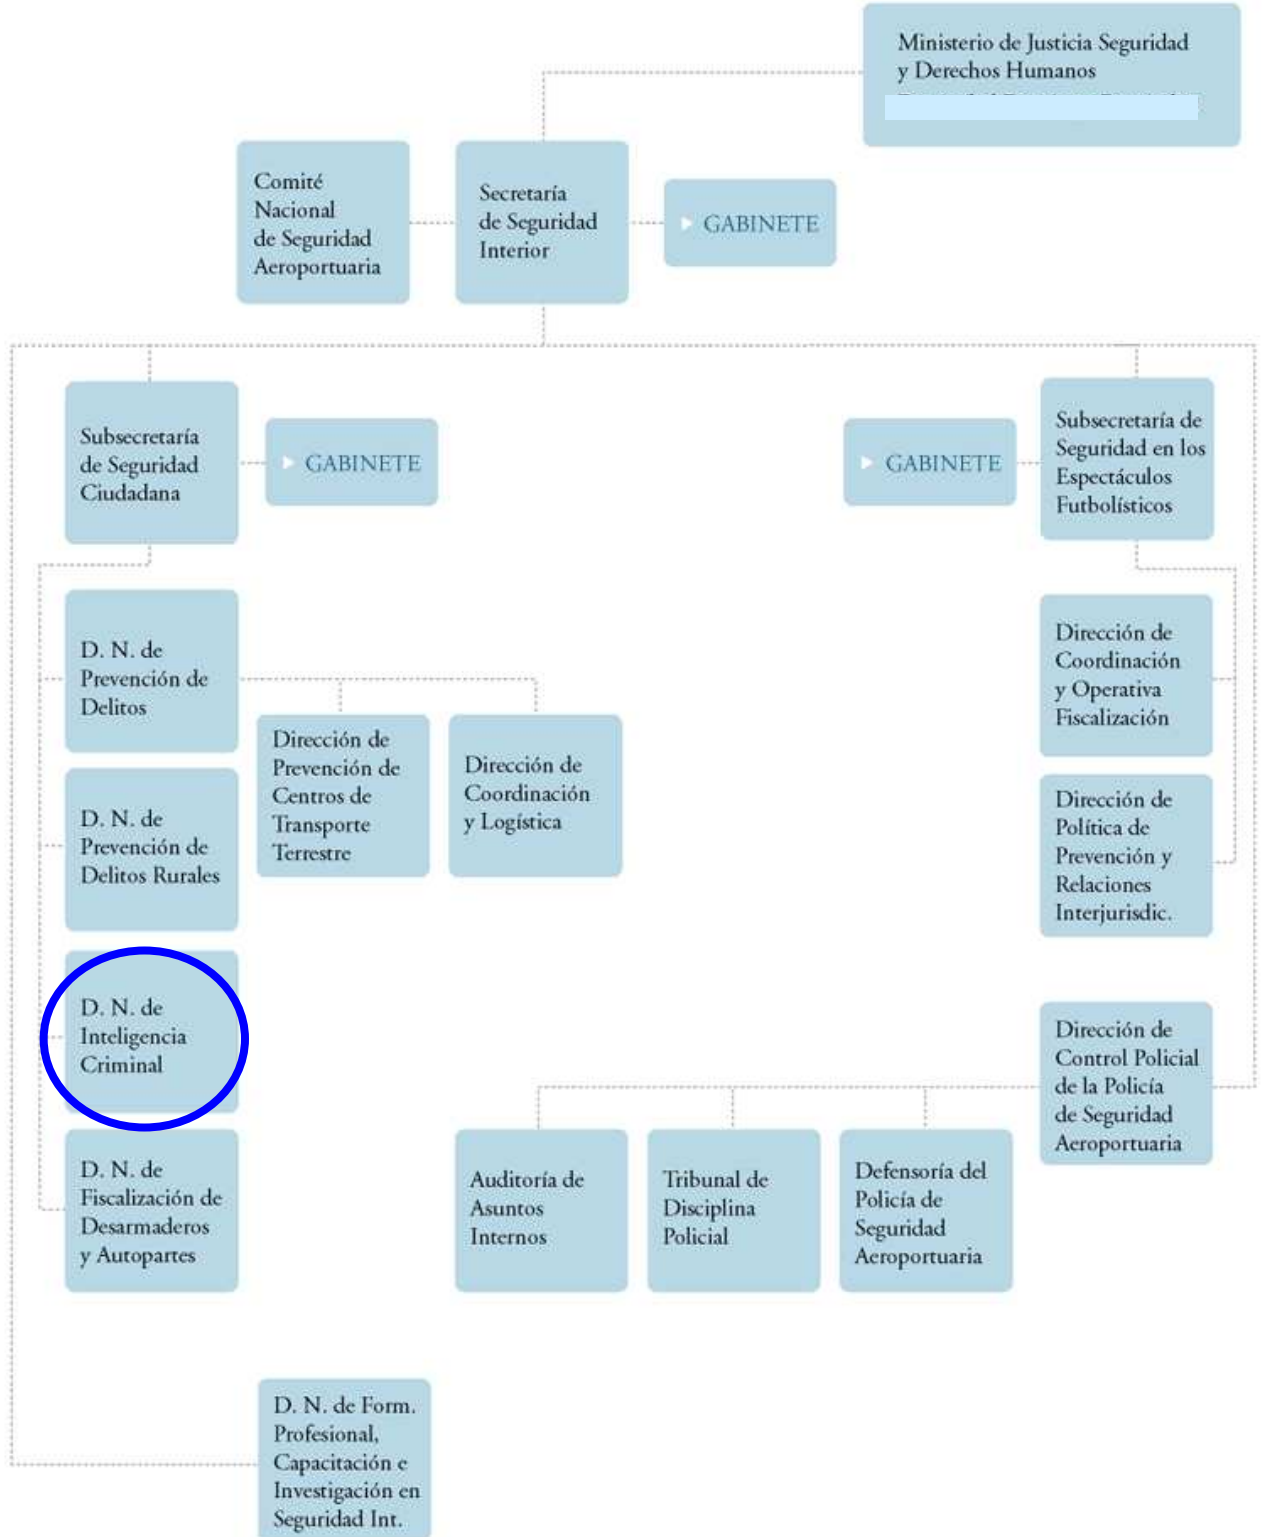 Ministerio de Justicia Seguridad
y Derechos Humanos
Comité
Nacional
de Seguridad
Aeroportuaria
Secretaría
de Seguridad
Interior
GABINETE
Subsecretaría
de Seguridad
Ciudadana
GABINETE
GABINETE
Subsecretaría de
Seguridad en los
Espectáculos
Futbolísticos
D. N. de
Prevención de
Delitos
Dirección de
Prevención de
Centros de
Transporte
Terrestre
Dirección de
Coordinación
y Logística
Dirección de
Coordinación
y Operativa
Fiscalización
D. N. de
Prevención de
Delitos Rurales
Dirección de
Política de
Prevención y
Relaciones
Interjurisdic.
D. N. de
Inteligencia
Criminal
Dirección de
Control Policial
de la Policía
de Seguridad
Aeroportuaria
D. N. de
Fiscalización de
Desarmaderos
y Autopartes
Auditoría de
Asuntos
Internos
Tribunal de
Disciplina
Policial
Defensoría del
Policía de
Seguridad
Aeroportuaria
D. N. de Form.
Profesional,
Capacitación e
Investigación en
Seguridad Int.